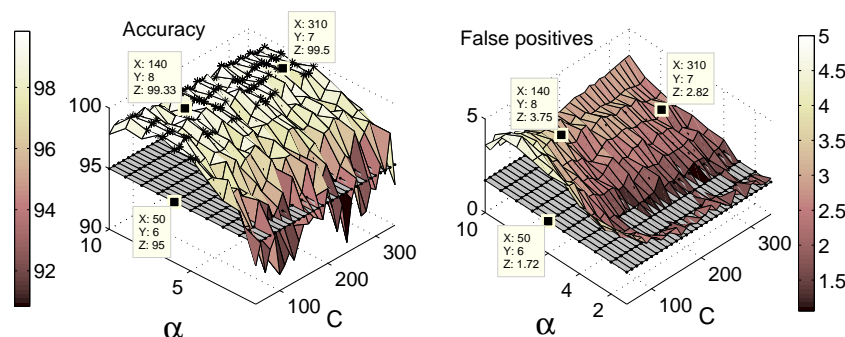 Accuracy
X: 310
Y: 7
Z: 99.5
X: 140
Y: 8
Z: 99.33
X: 50
Y: 6
Z: 95
98
96
94
92
100
95
90
10
5
α
100
200
300
C
False positives
X: 310
Y: 7
Z: 2.82
X: 140
Y: 8
Z: 3.75
X: 50
Y: 6
Z: 1.72
5
0
10
4
2
α
100
200
300
C
5
4.5
4
3.5
3
2.5
2
1.5